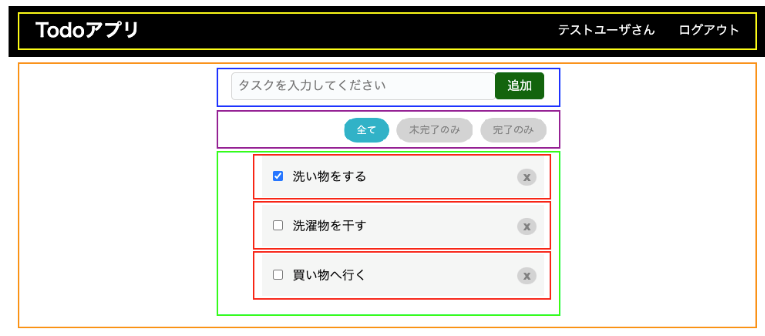 Todoアプリ テストユーザさん ログアウト
タスクを入力してください 追加
全て 未完了のみ 完了のみ
洗い物をする x
洗濯物を干す x
買い物へ行く x